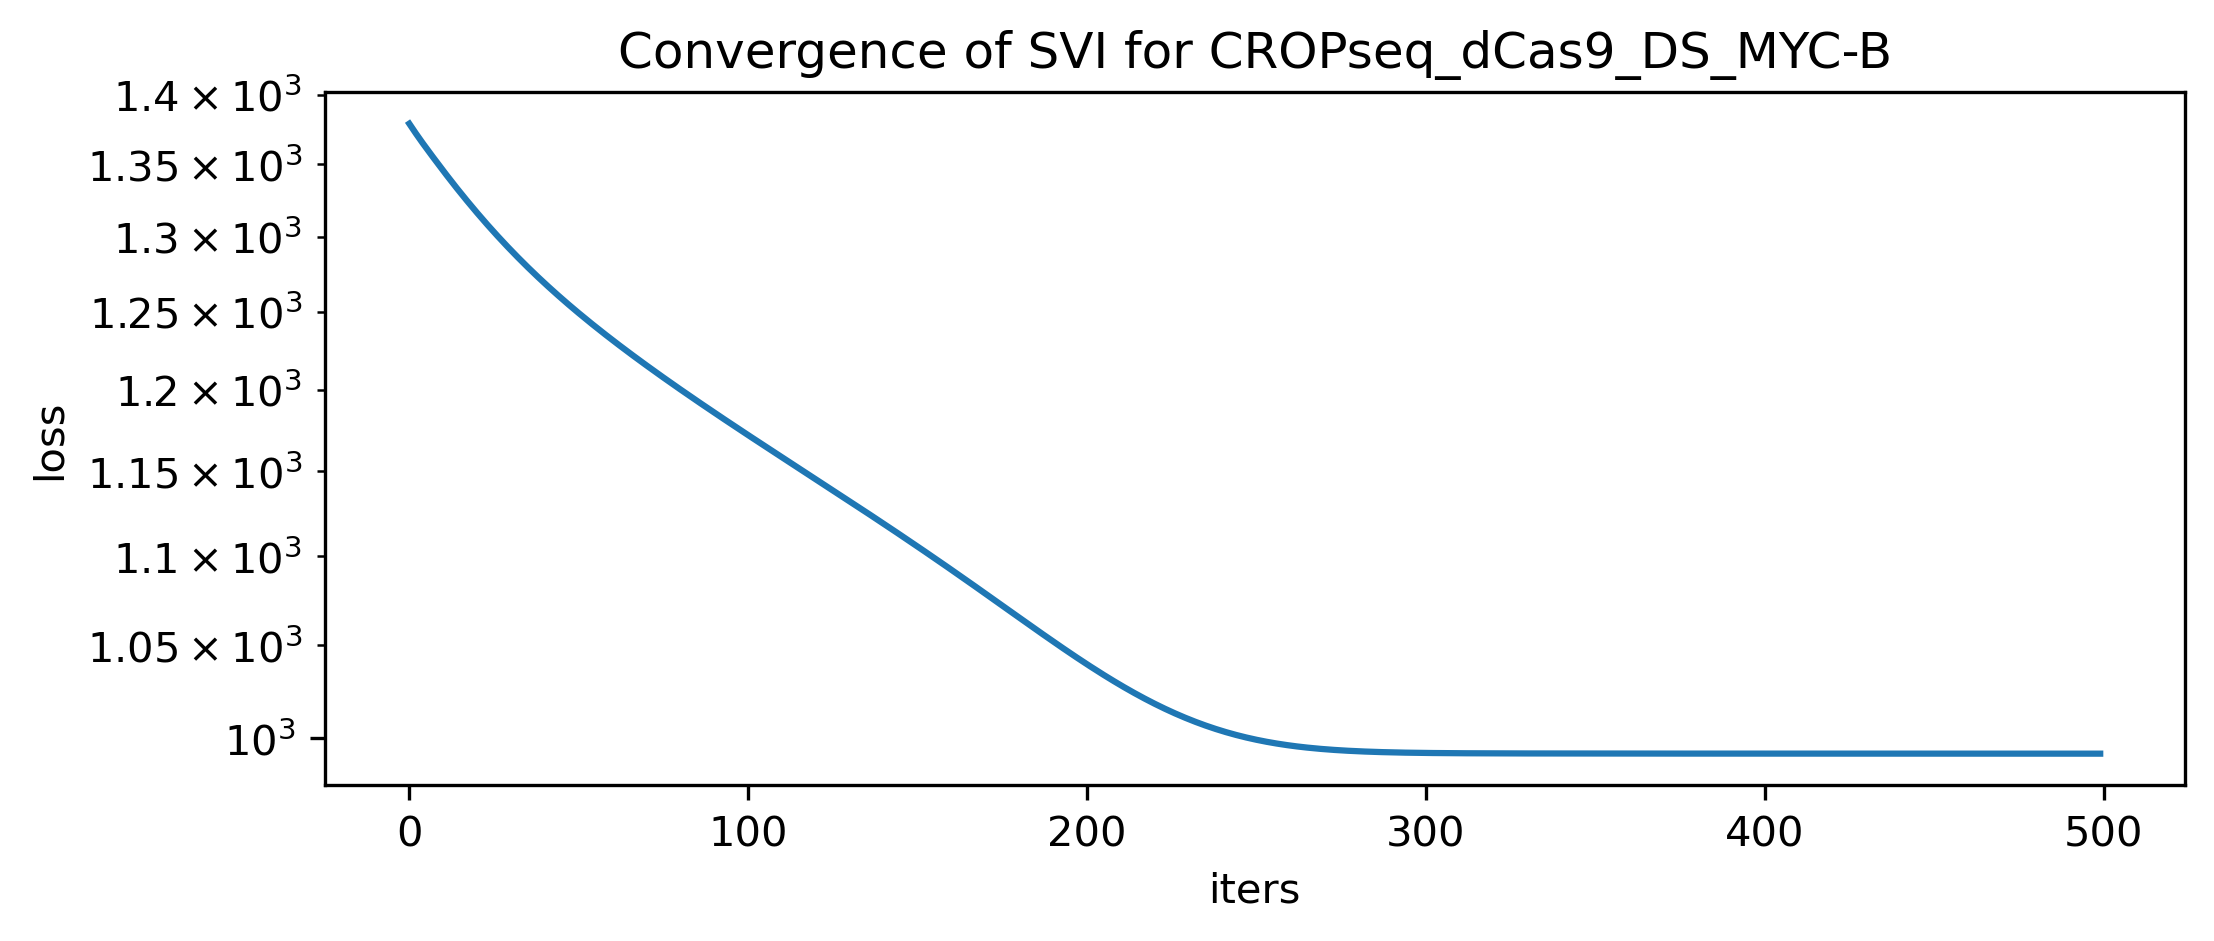 Convergence of SVI for CROPseq_dCas9_DS_MYC-B
1.4 × 10³
1.35 × 10³
1.3 × 10³
1.25 × 10³
1.2 × 10³
1.15 × 10³
1.1 × 10³
1.05 × 10³
10³
loss
0 100 200 300 400 500
iters